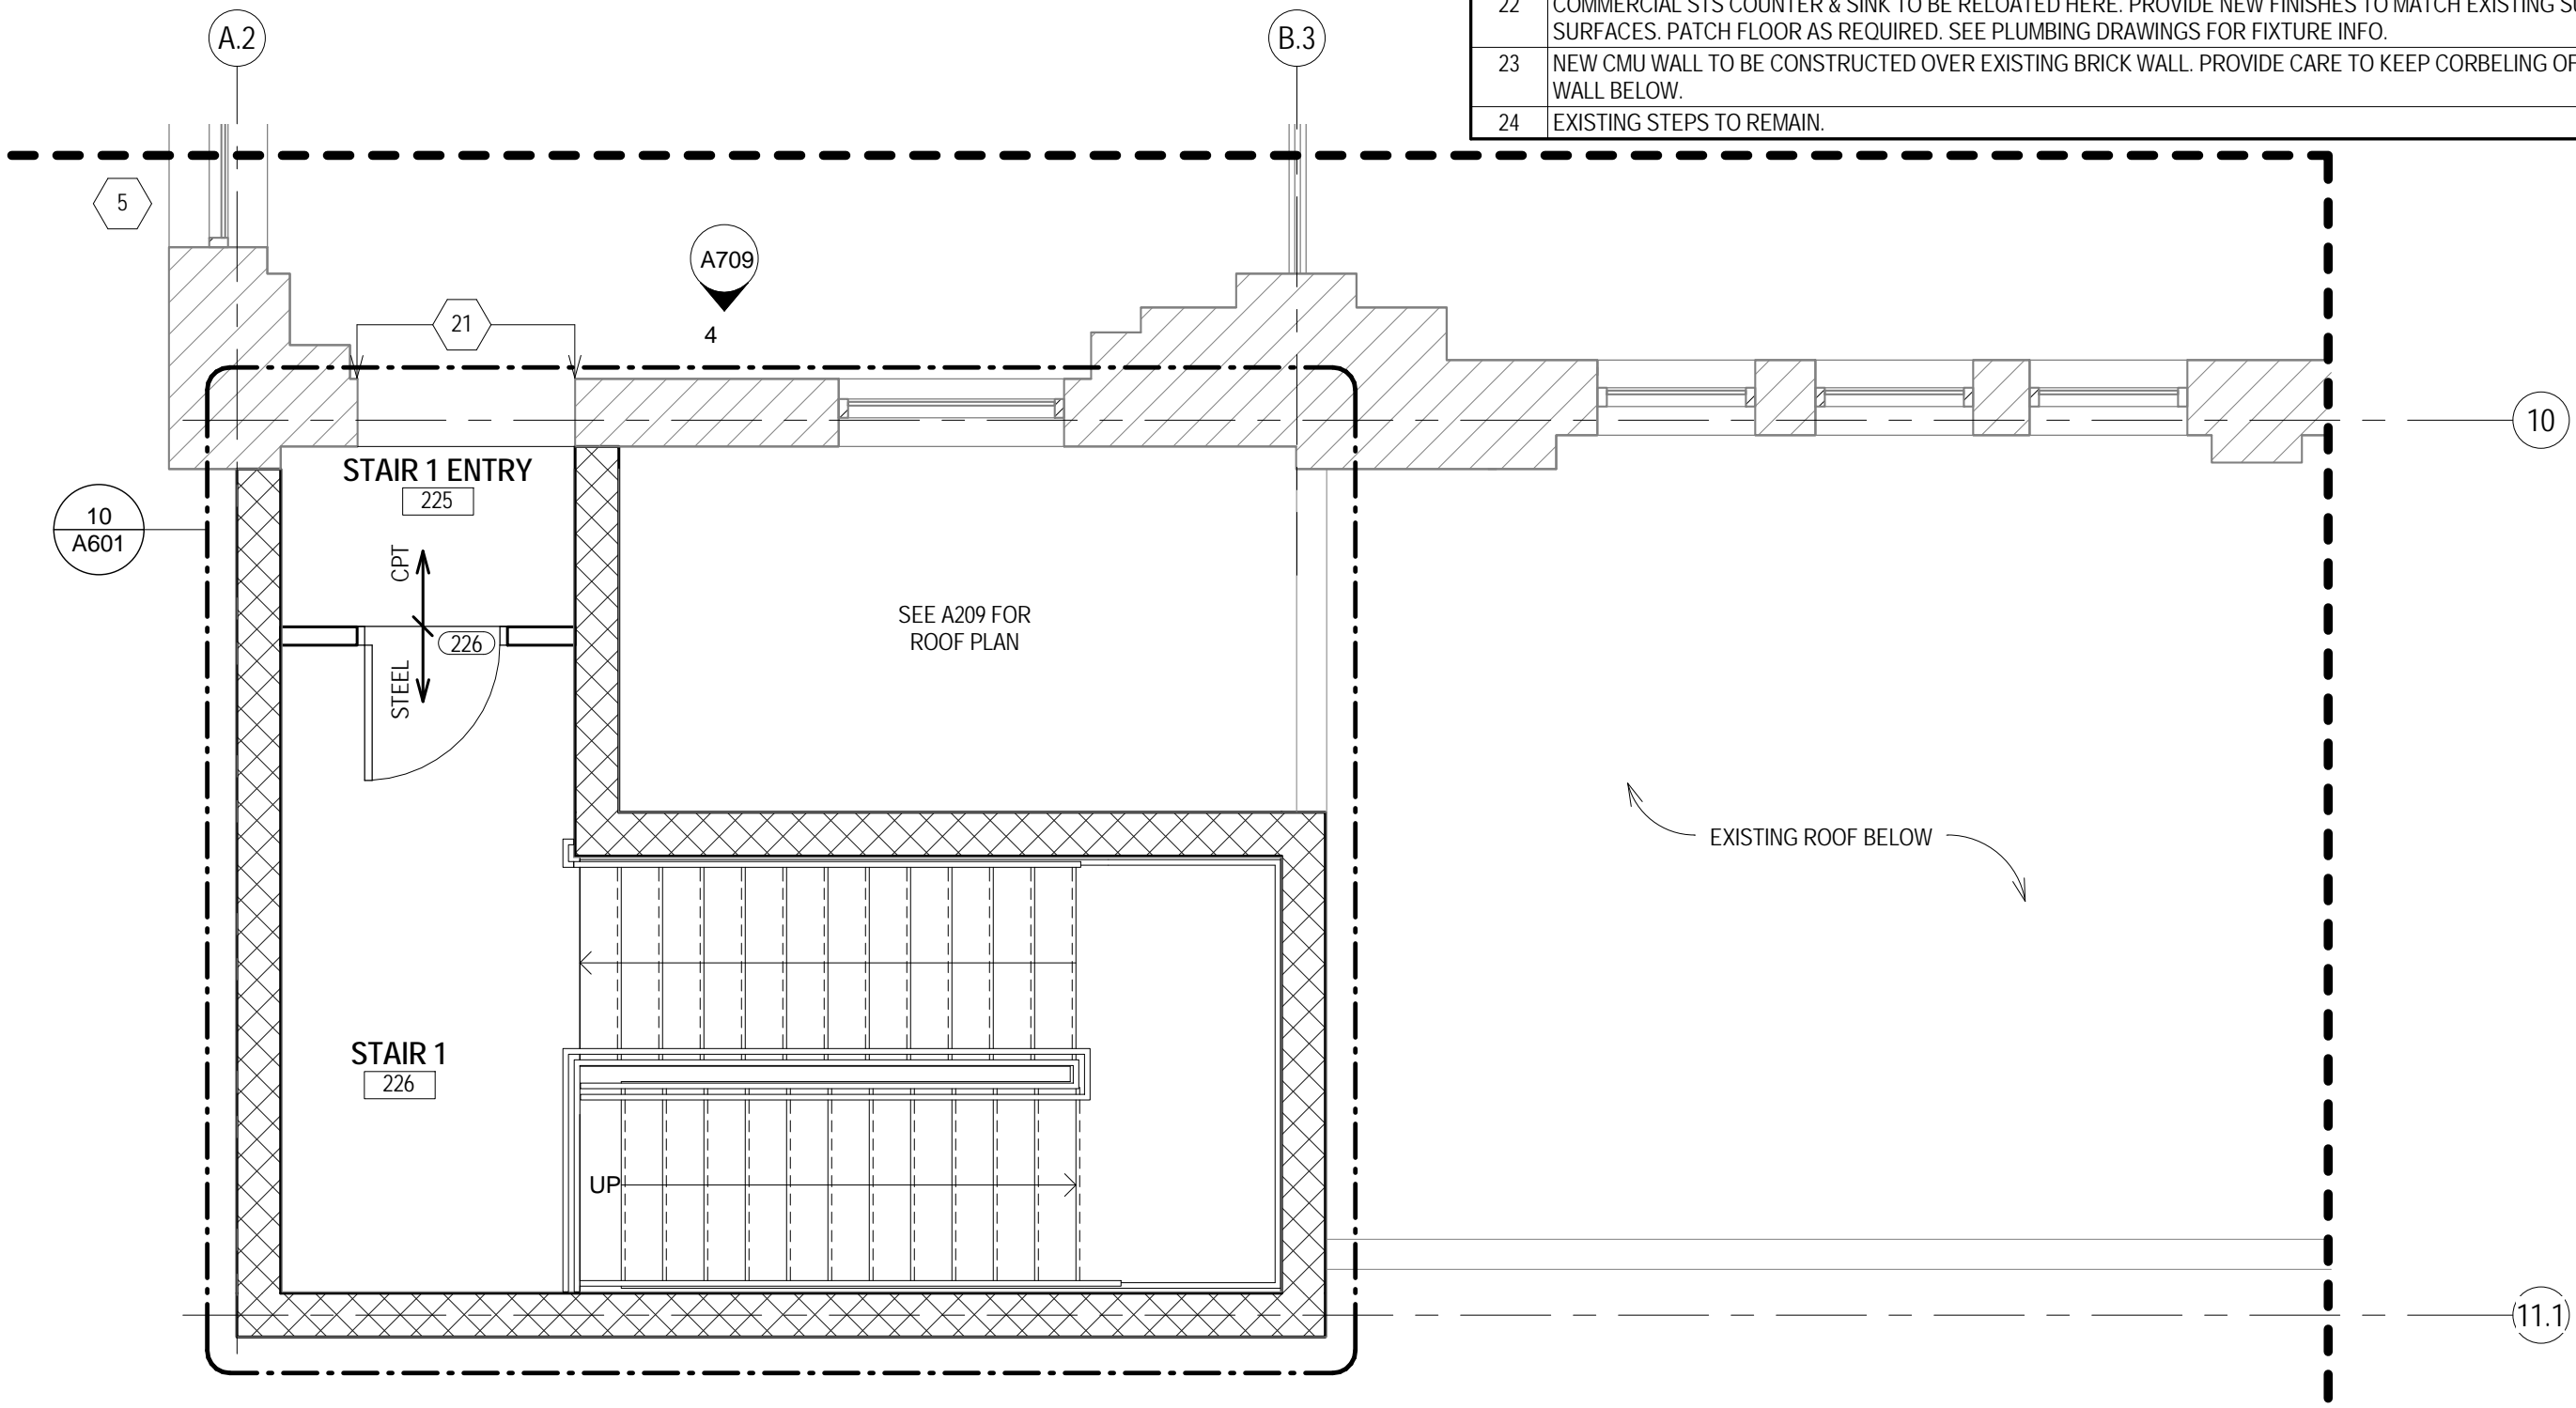 22 COMMERCIAL STS COUNTER & SINK TO BE RELOATED HERE. PROVIDE NEW FINISHES TO MATCH EXISTING
SURFACES. PATCH FLOOR AS REQUIRED. SEE PLUMBING DRAWINGS FOR FIXTURE INFO.
23 NEW CMU WALL TO BE CONSTRUCTED OVER EXISTING BRICK WALL. PROVIDE CARE TO KEEP CORBELING OF
WALL BELOW.
24 EXISTING STEPS TO REMAIN.
A.2
B.3
5
A709
4
21
10
STAIR 1 ENTRY
225
10
A601
CPT
STEEL
226
SEE A209 FOR
ROOF PLAN
EXISTING ROOF BELOW
STAIR 1
226
UP
11.1